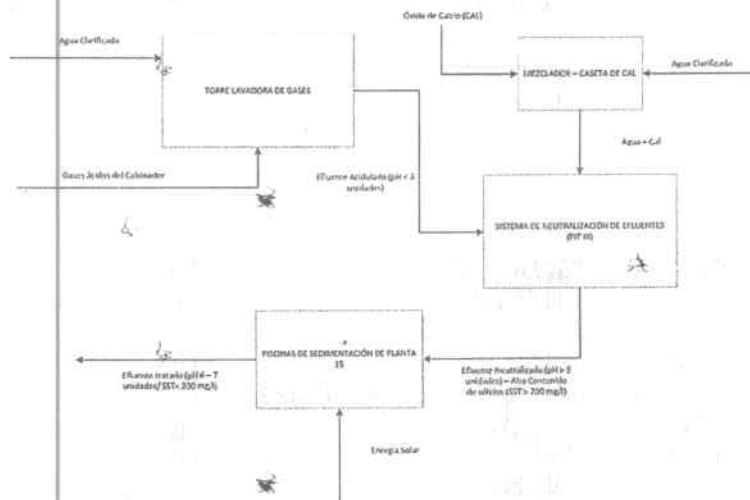 Óxido de Calcio (CAL)
Agua Clarificada
TORRE LAVADORA DE GASES
MEZCLADOR – CASETA DE CAL
Agua Clarificada
Agua + Cal
Gases ácidos del Calcinador
Efluente Acidulado (pH < 3
unidades)
SISTEMA DE NEUTRALIZACIÓN DE EFLUENTES
PISCINAS DE SEDIMENTACIÓN DE PLANTA
Efluente tratado (pH 6 – 7
unidades/ SST< 200 mg/l)
Efluente Neutralizado (pH > 9
unidades) – Alto Contenido
de sólidos (SST > 200 mg/l)
Energía Solar